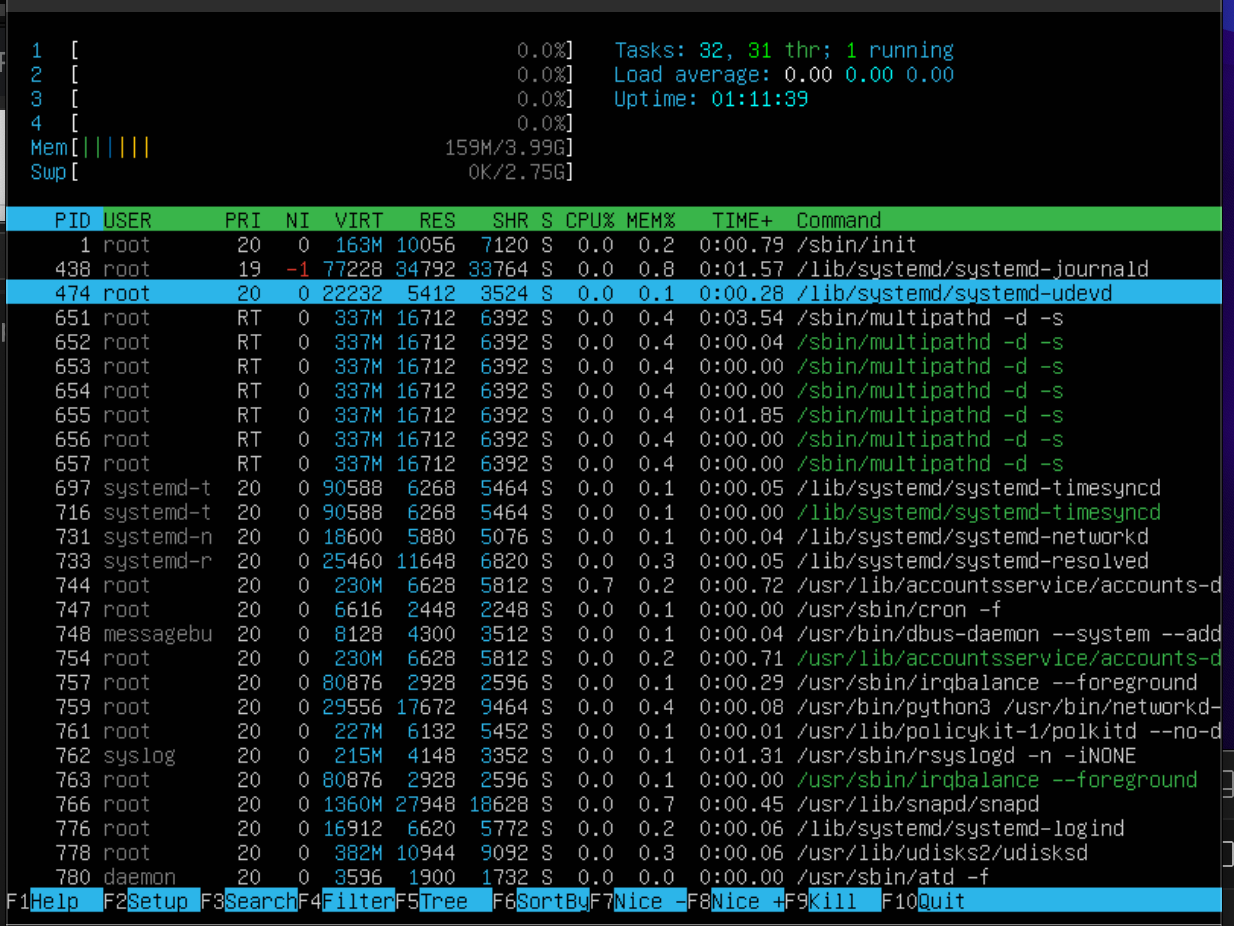 1 [ 0.0%] Tasks: 32, 31 thr; 1 running
2 [ 0.0%] Load average: 0.00 0.00 0.00
3 [ 0.0%] Uptime: 01:11:39
4 [ 0.0%]
Mem[||||||| 159M/3.99G]
Swp[ 0K/2.75G]
PID USER PRI NI VIRT RES SHR S CPU% MEM% TIME+ Command
1 root 20 0 163M 10056 7120 S 0.0 0.2 0:00.79 /sbin/init
438 root 19 -1 77228 34792 33764 S 0.0 0.8 0:01.57 /lib/systemd/systemd-journald
474 root 20 0 22232 5412 3524 S 0.0 0.1 0:00.28 /lib/systemd/systemd-udevd
651 root RT 0 337M 16712 6392 S 0.0 0.4 0:03.54 /sbin/multipathd -d -s
652 root RT 0 337M 16712 6392 S 0.0 0.4 0:00.04 /sbin/multipathd -d -s
653 root RT 0 337M 16712 6392 S 0.0 0.4 0:00.00 /sbin/multipathd -d -s
654 root RT 0 337M 16712 6392 S 0.0 0.4 0:00.00 /sbin/multipathd -d -s
655 root RT 0 337M 16712 6392 S 0.0 0.4 0:01.85 /sbin/multipathd -d -s
656 root RT 0 337M 16712 6392 S 0.0 0.4 0:00.00 /sbin/multipathd -d -s
657 root RT 0 337M 16712 6392 S 0.0 0.4 0:00.00 /sbin/multipathd -d -s
697 systemd-t 20 0 90588 6268 5464 S 0.0 0.1 0:00.05 /lib/systemd/systemd-timesyncd
716 systemd-t 20 0 90588 6268 5464 S 0.0 0.1 0:00.00 /lib/systemd/systemd-timesyncd
731 systemd-n 20 0 18600 5880 5076 S 0.0 0.1 0:00.04 /lib/systemd/systemd-networkd
733 systemd-r 20 0 25460 11648 6820 S 0.0 0.3 0:00.05 /lib/systemd/systemd-resolved
744 root 20 0 230M 6628 5812 S 0.7 0.2 0:00.72 /usr/lib/accountsservice/accounts-d
747 root 20 0 6616 2448 2248 S 0.0 0.1 0:00.00 /usr/sbin/cron -f
748 messagebu 20 0 8128 4300 3512 S 0.0 0.1 0:00.04 /usr/bin/dbus-daemon --system --add
754 root 20 0 230M 6628 5812 S 0.0 0.2 0:00.71 /usr/lib/accountsservice/accounts-d
757 root 20 0 80876 2928 2596 S 0.0 0.1 0:00.29 /usr/sbin/irqbalance --foreground
759 root 20 0 29556 17672 9464 S 0.0 0.4 0:00.08 /usr/bin/python3 /usr/bin/networkd-
761 root 20 0 227M 6132 5452 S 0.0 0.1 0:00.01 /usr/lib/policykit-1/polkitd --no-d
762 syslog 20 0 215M 4148 3352 S 0.0 0.1 0:01.31 /usr/sbin/rsyslogd -n -iNONE
763 root 20 0 80876 2928 2596 S 0.0 0.1 0:00.00 /usr/sbin/irqbalance --foreground
766 root 20 0 1360M 27948 18628 S 0.0 0.7 0:00.45 /usr/lib/snapd/snapd
776 root 20 0 16912 6620 5772 S 0.0 0.2 0:00.06 /lib/systemd/systemd-logind
778 root 20 0 382M 10944 9092 S 0.0 0.3 0:00.06 /usr/lib/udisks2/udisksd
780 daemon 20 0 3596 1900 1732 S 0.0 0.0 0:00.00 /usr/sbin/atd -f
F1Help F2Setup F3SearchF4FilterF5Tree F6SortByF7Nice -F8Nice +F9Kill F10Quit